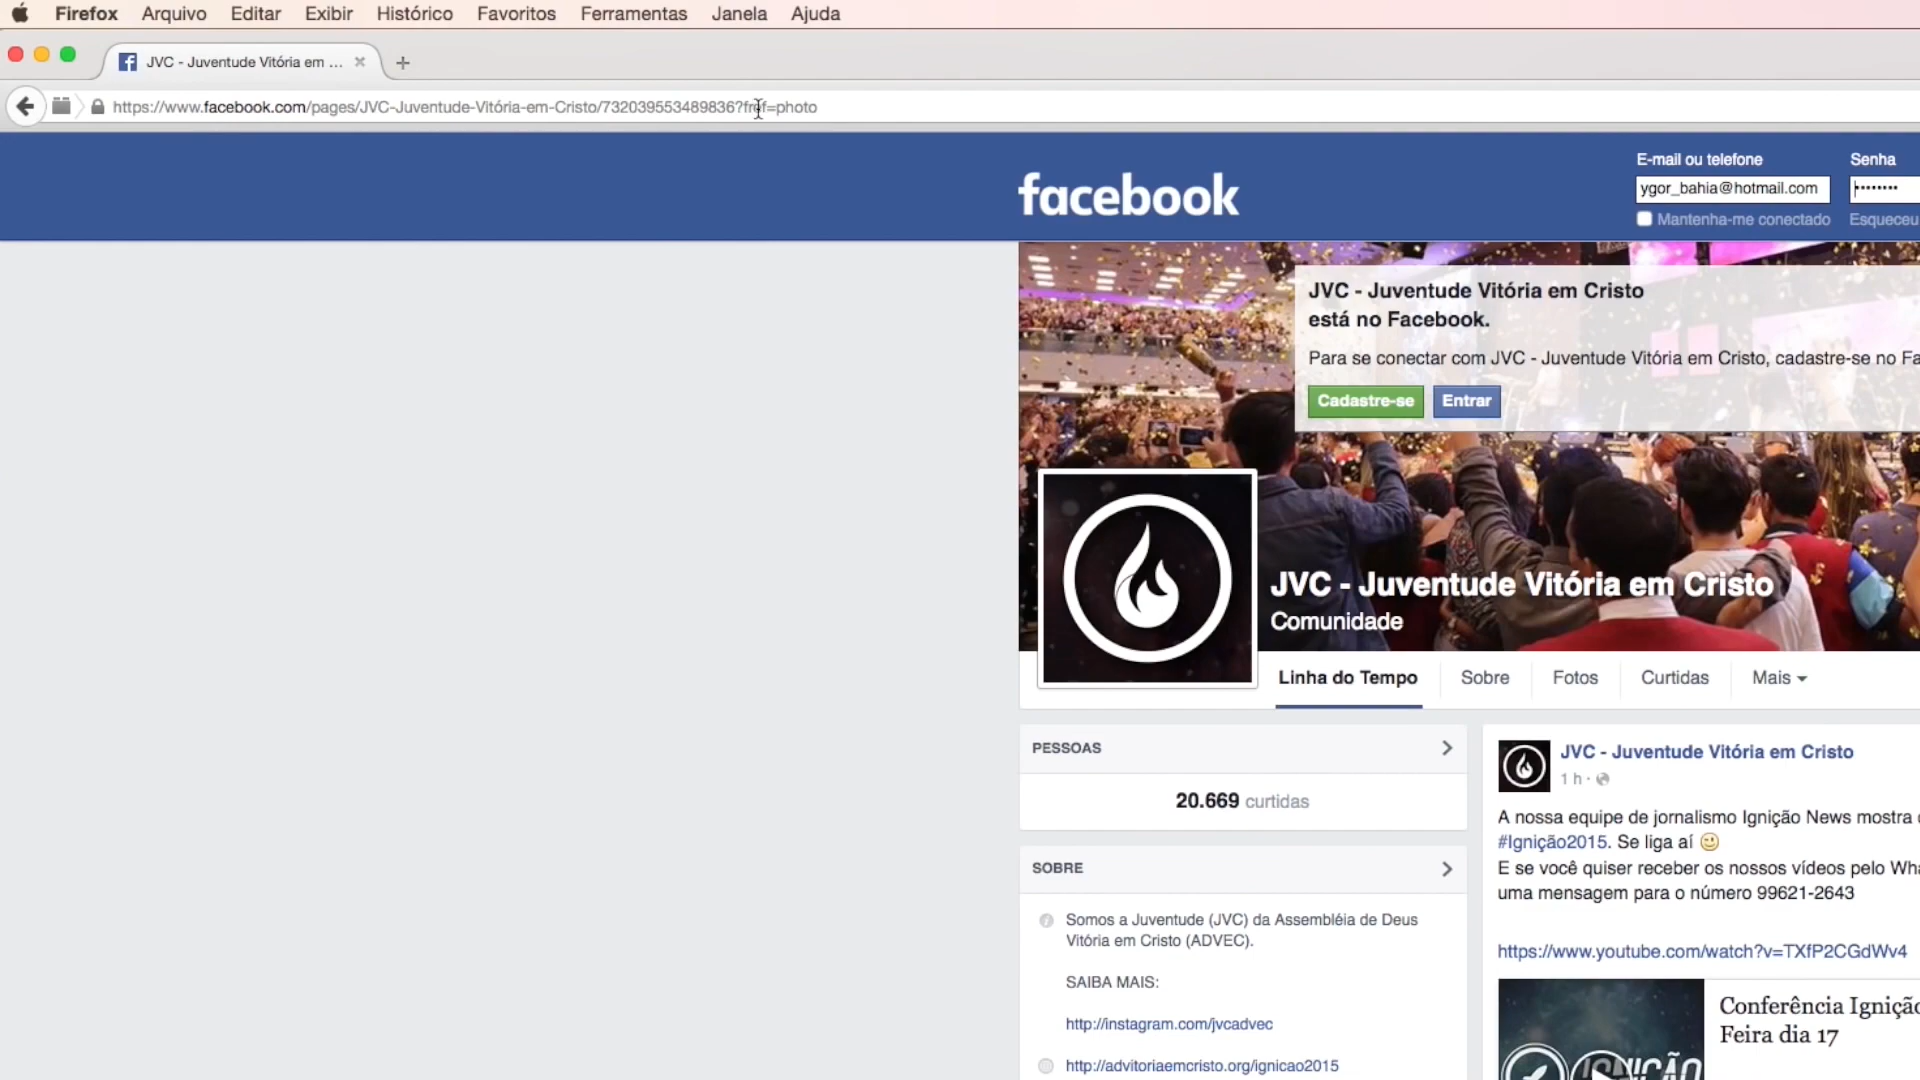 Firefox Arquivo Editar Exibir Histórico Favoritos Ferramentas Janela Ajuda
JVC - Juventude Vitória em ...
https://www.facebook.com/pages/JVC-Juventude-Vitória-em-Cristo/732039553489836?fref=photo
facebook
E-mail ou telefone
Senha
ygor_bahia@hotmail.com
••••••••
Mantenha-me conectado
Esqueceu
JVC - Juventude Vitória em Cristo
está no Facebook.
Para se conectar com JVC - Juventude Vitória em Cristo, cadastre-se no Fa
Cadastre-se Entrar
JVC - Juventude Vitória em Cristo
Comunidade
Linha do Tempo Sobre Fotos Curtidas Mais
PESSOAS
20.669 curtidas
SOBRE
Somos a Juventude (JVC) da Assembléia de Deus
Vitória em Cristo (ADVEC).
SAIBA MAIS:
http://instagram.com/jvcadvec
http://advitoriaemcristo.org/ignicao2015
JVC - Juventude Vitória em Cristo
1 h
A nossa equipe de jornalismo Ignição News mostra
#Ignição2015. Se liga aí 😉
E se você quiser receber os nossos vídeos pelo Wha
uma mensagem para o número 99621-2643
https://www.youtube.com/watch?v=TXfP2CGdWv4
Conferência Ignição
Feira dia 17
IGNIÇÃO